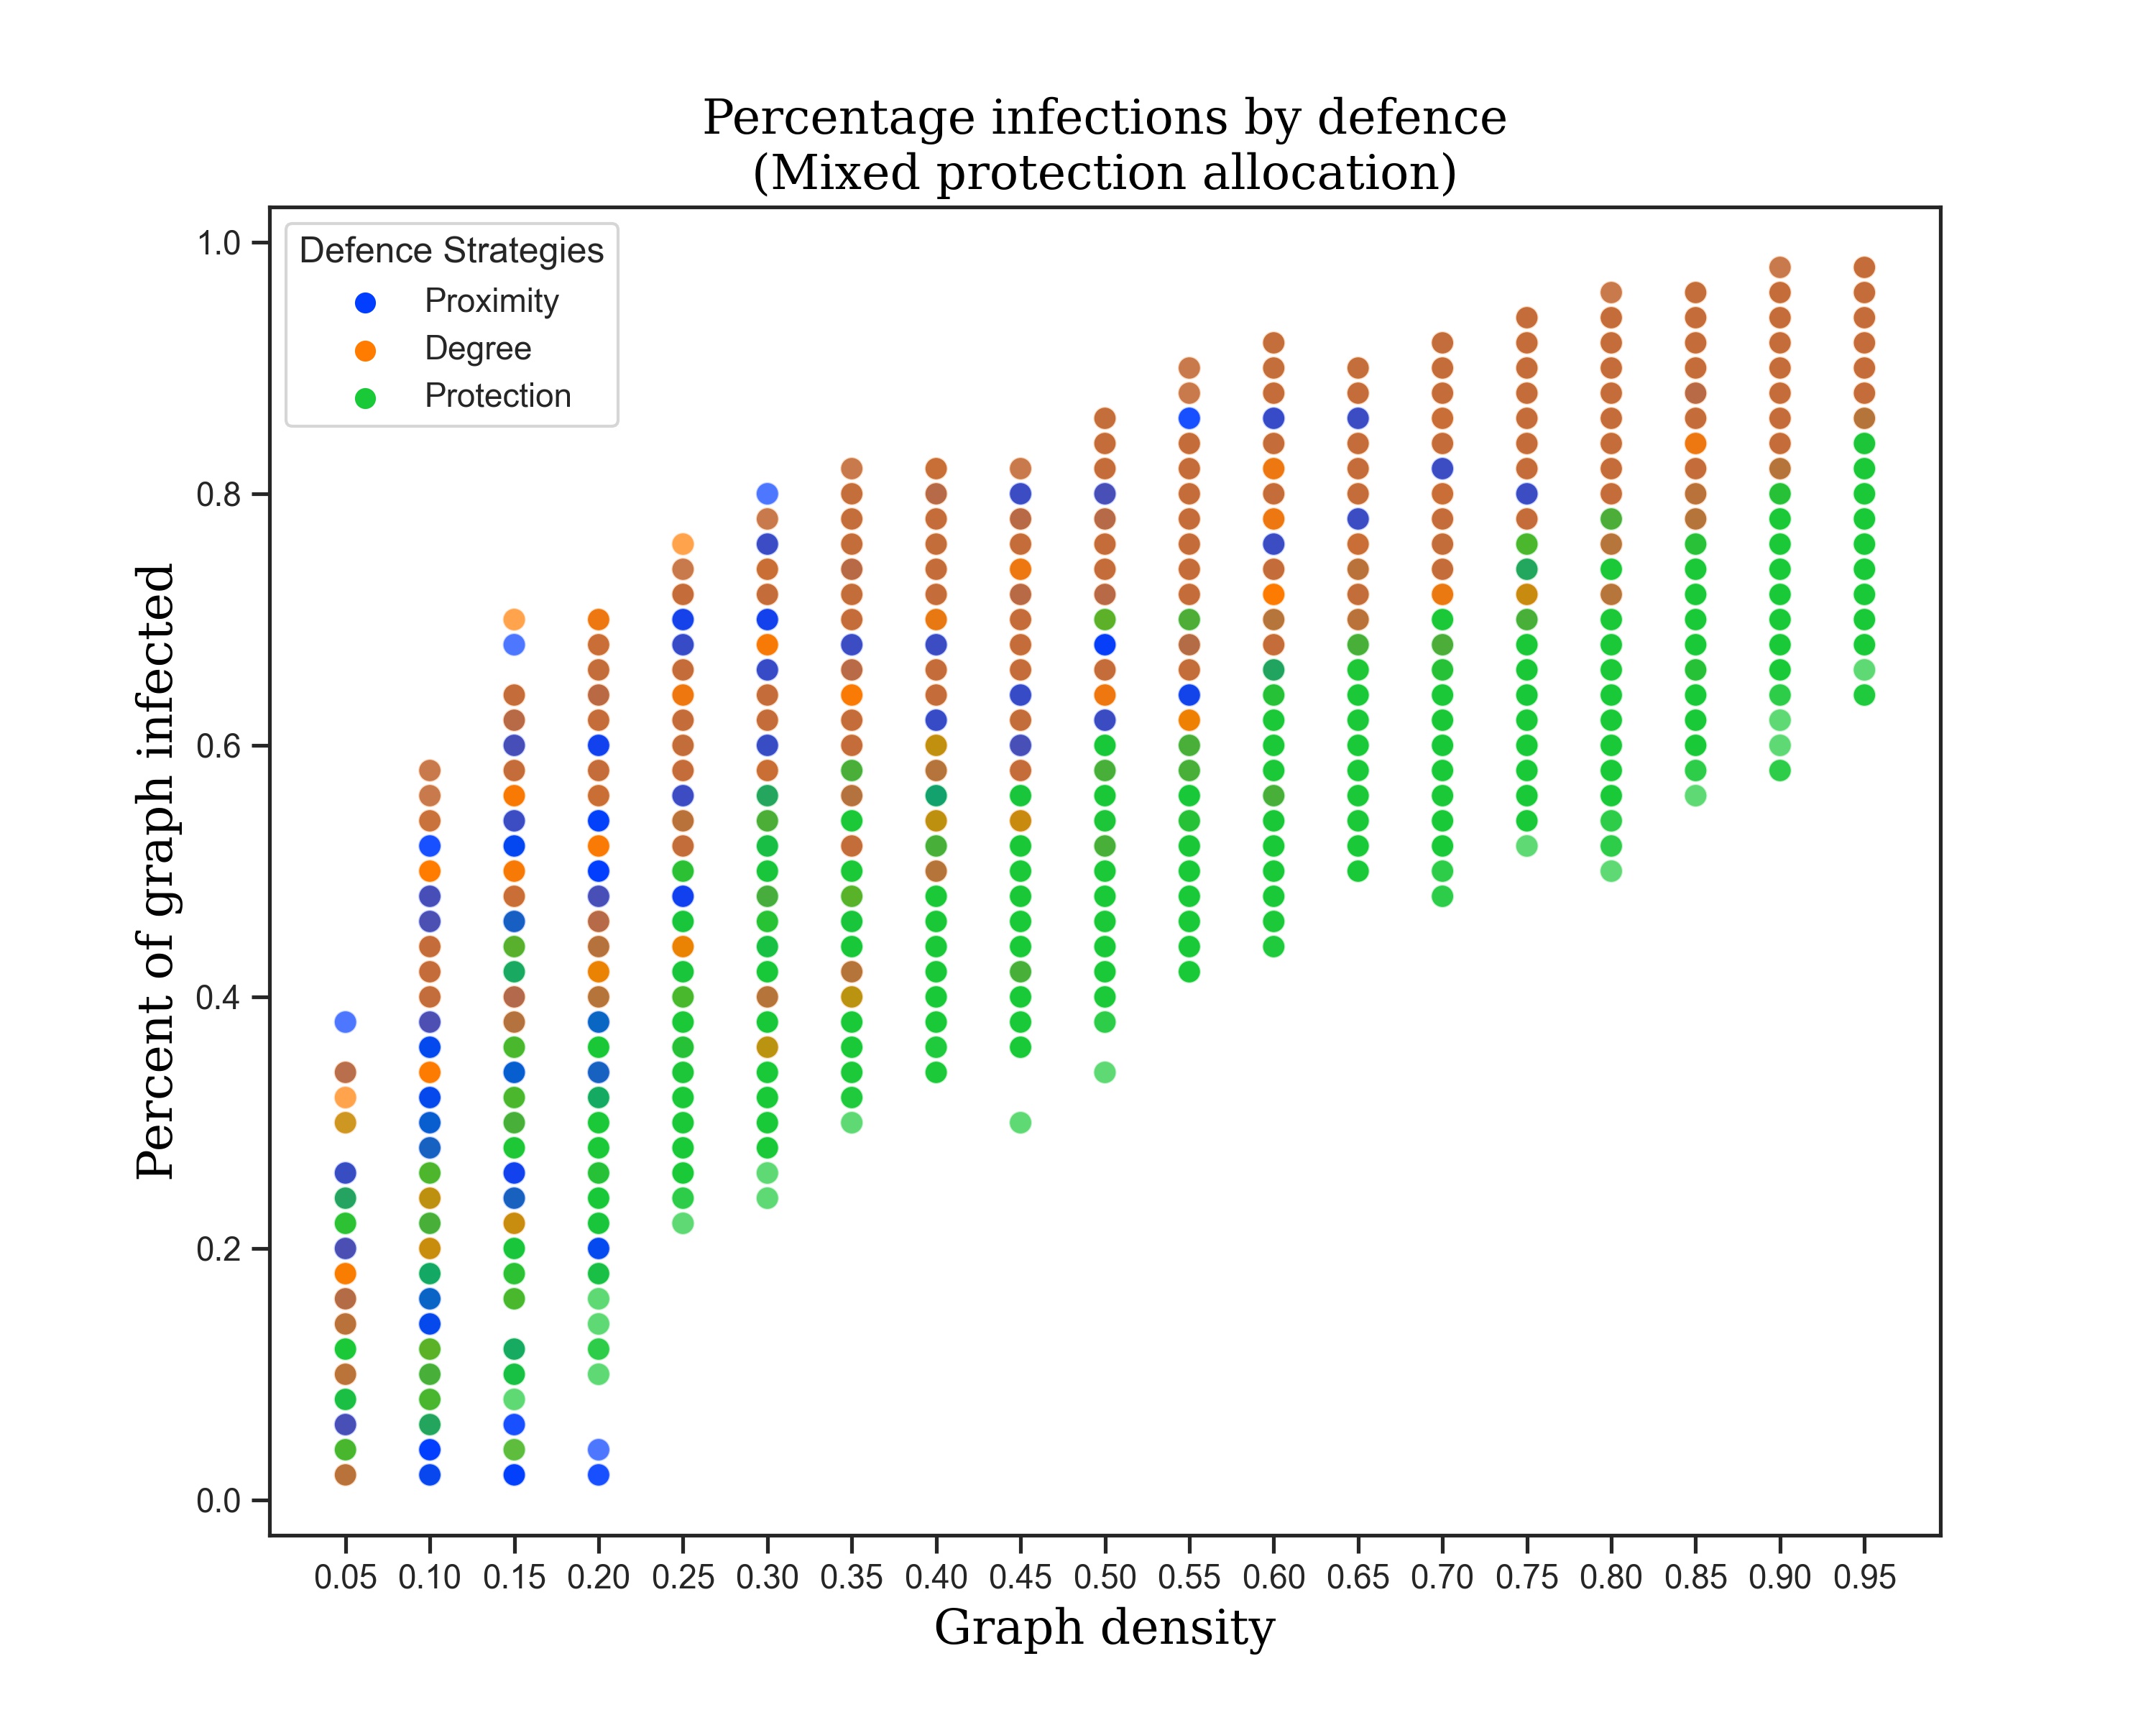 Percentage infections by defence
(Mixed protection allocation)
Defence Strategies
Proximity
Degree
Protection
Percent of graph infected
1.0
0.8
0.6
0.4
0.2
0.0
0.05 0.10 0.15 0.20 0.25 0.30 0.35 0.40 0.45 0.50 0.55 0.60 0.65 0.70 0.75 0.80 0.85 0.90 0.95
Graph density